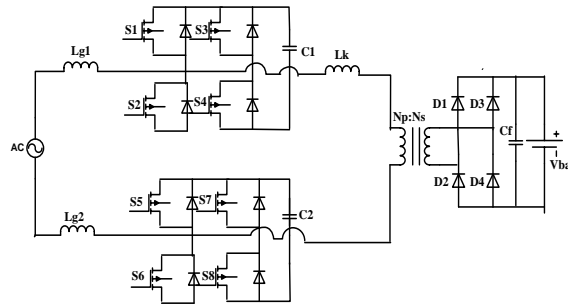 S1
S3
Lg1
C1
Lk
S2
S4
Np:Ns
D1
D3
Cf
+
AC
D2
D4
Vba
S5
S7
Lg2
C2
S6
S8